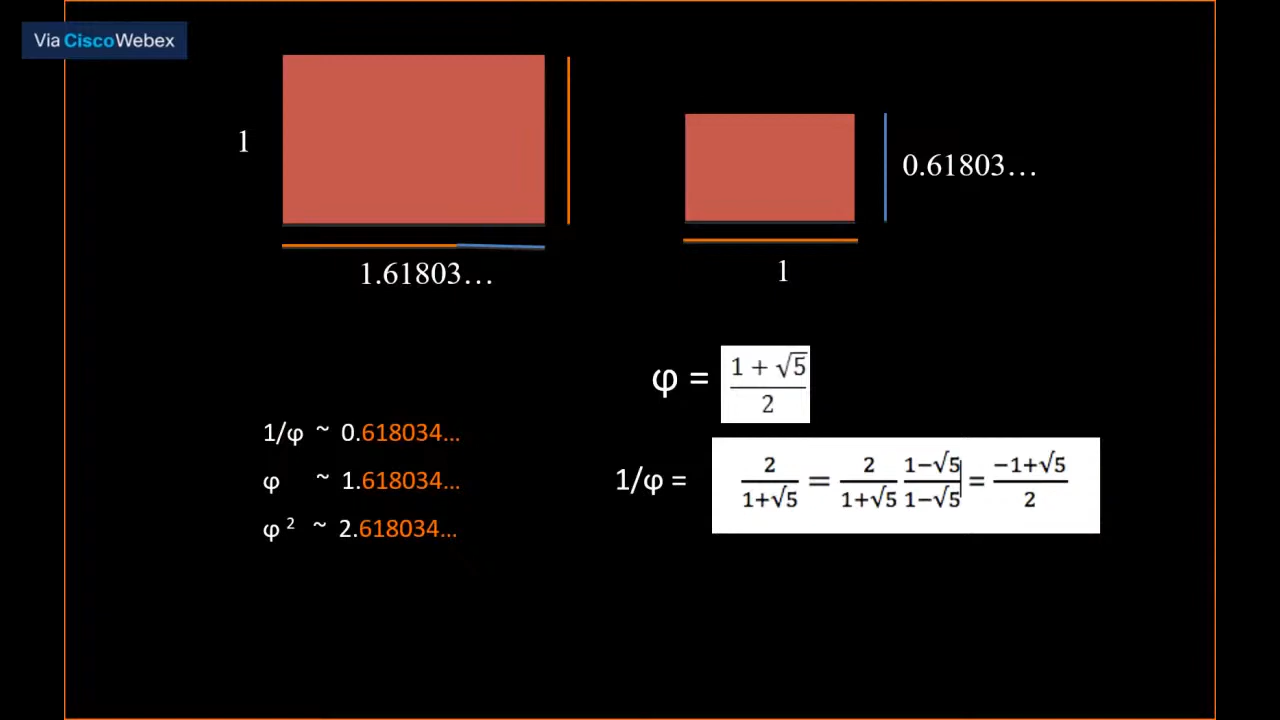 Via CiscoWebex
1
1.61803...
0.61803...
1
φ = (1 + √5)/2
1/φ ~ 0.618034...
φ ~ 1.618034...
φ² ~ 2.618034...
1/φ = 2/(1+√5) = 2/(1+√5) (1−√5)/(1−√5) = (−1+√5)/2